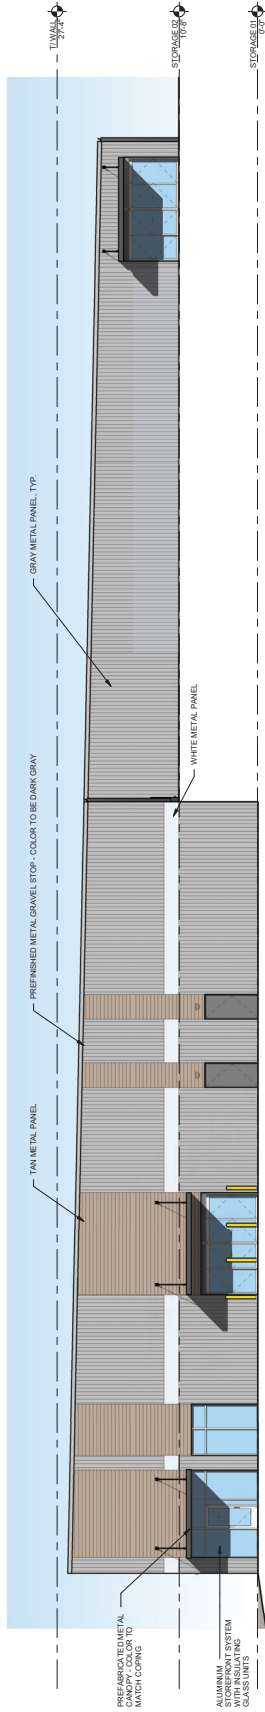 T/ WALL
27'-4"
STORAGE 02
10'-8"
STORAGE 01
0'-0"
GRAY METAL PANEL, TYP.
PREFINISHED METAL GRAVEL STOP - COLOR TO BE DARK GRAY
TAN METAL PANEL
WHITE METAL PANEL
PREFABRICATED METAL
CANOPY - COLOR TO
MATCH COPING
ALUMINUM
STOREFRONT SYSTEM
WITH INSULATING
GLASS UNITS